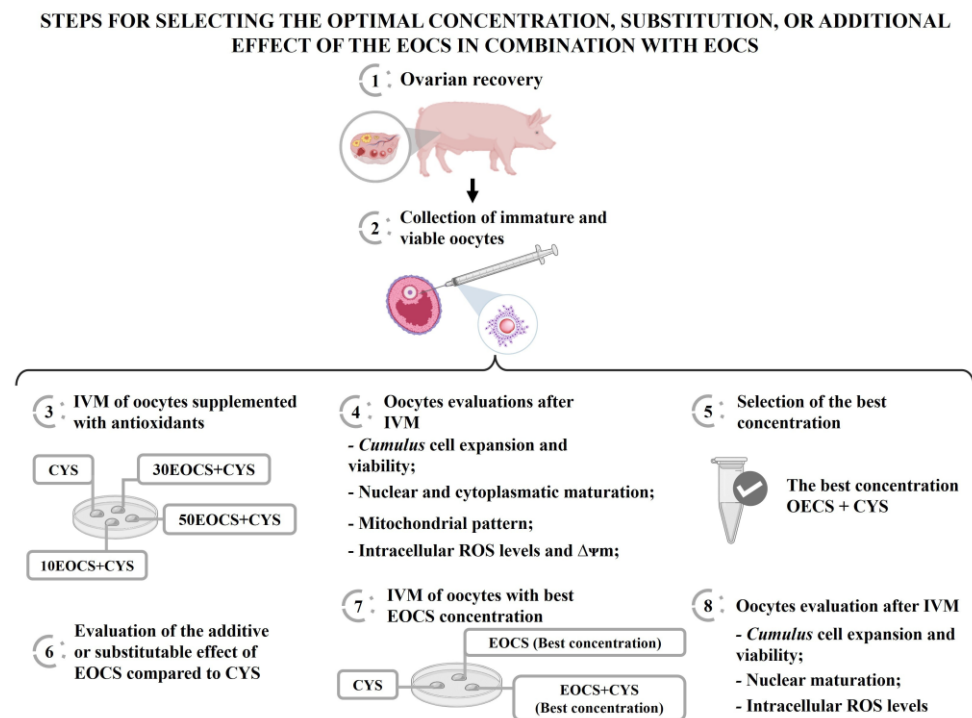 STEPS FOR SELECTING THE OPTIMAL CONCENTRATION, SUBSTITUTION, OR ADDITIONAL
EFFECT OF THE EOCS IN COMBINATION WITH EOCS
1 Ovarian recovery
2 Collection of immature and
viable oocytes
3 IVM of oocytes supplemented
with antioxidants
CYS
30EOCS+CYS
50EOCS+CYS
10EOCS+CYS
4 Oocytes evaluations after
IVM
- Cumulus cell expansion and
viability;
- Nuclear and cytoplasmatic maturation;
- Mitochondrial pattern;
- Intracellular ROS levels and Δψm;
5 Selection of the best
concentration
The best concentration
OECS + CYS
6 Evaluation of the additive
or substitutable effect of
EOCS compared to CYS
7 IVM of oocytes with best
EOCS concentration
EOCS (Best concentration)
CYS
EOCS+CYS
(Best concentration)
8 Oocytes evaluation after IVM
- Cumulus cell expansion and
viability;
- Nuclear maturation;
- Intracellular ROS levels